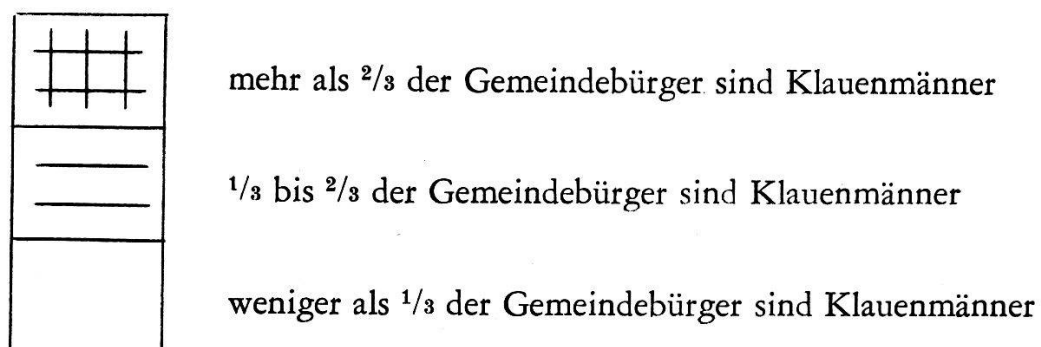 mehr als ²/₃ der Gemeindebürger sind Klauenmänner
¹/₃ bis ²/₃ der Gemeindebürger sind Klauenmänner
weniger als ¹/₃ der Gemeindebürger sind Klauenmänner